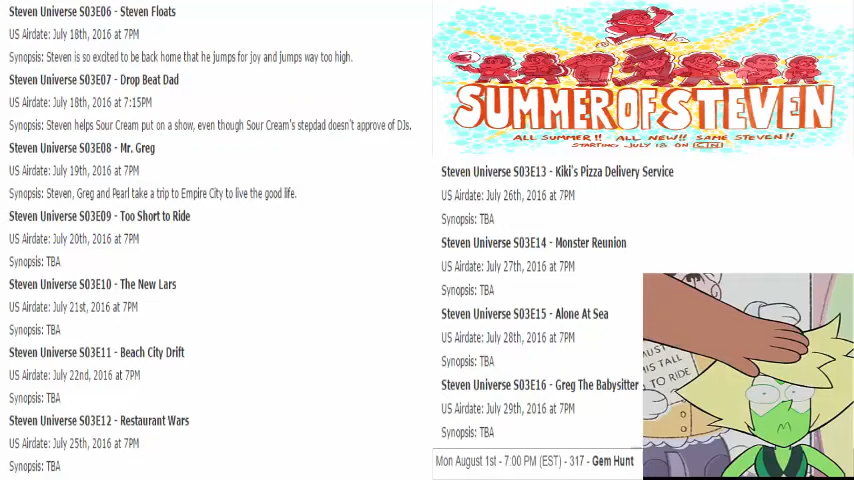 Steven Universe S03E06 - Steven Floats
US Airdate: July 18th, 2016 at 7PM
Synopsis: Steven is so excited to be back home that he jumps for joy and jumps way too high.
Steven Universe S03E07 - Drop Beat Dad
US Airdate: July 18th, 2016 at 7:15PM
Synopsis: Steven helps Sour Cream put on a show, even though Sour Cream's stepdad doesn't approve of DJs.
Steven Universe S03E08 - Mr. Greg
US Airdate: July 19th, 2016 at 7PM
Synopsis: Steven, Greg and Pearl take a trip to Empire City to live the good life.
Steven Universe S03E09 - Too Short to Ride
US Airdate: July 20th, 2016 at 7PM
Synopsis: TBA
Steven Universe S03E10 - The New Lars
US Airdate: July 21st, 2016 at 7PM
Synopsis: TBA
Steven Universe S03E11 - Beach City Drift
US Airdate: July 22nd, 2016 at 7PM
Synopsis: TBA
Steven Universe S03E12 - Restaurant Wars
US Airdate: July 25th, 2016 at 7PM
Synopsis: TBA
SUMMER OF STEVEN
ALL SUMMER!! ALL NEW!! SAME STEVEN!!
STARTING JULY 18 ON CN
Steven Universe S03E13 - Kiki's Pizza Delivery Service
US Airdate: July 26th, 2016 at 7PM
Synopsis: TBA
Steven Universe S03E14 - Monster Reunion
US Airdate: July 27th, 2016 at 7PM
Synopsis: TBA
Steven Universe S03E15 - Alone At Sea
US Airdate: July 28th, 2016 at 7PM
Synopsis: TBA
Steven Universe S03E16 - Greg The Babysitter
US Airdate: July 29th, 2016 at 7PM
Synopsis: TBA
Mon August 1st - 7:00 PM (EST) - 317 - Gem Hunt
MUST
HIS TALL
TO RIDE